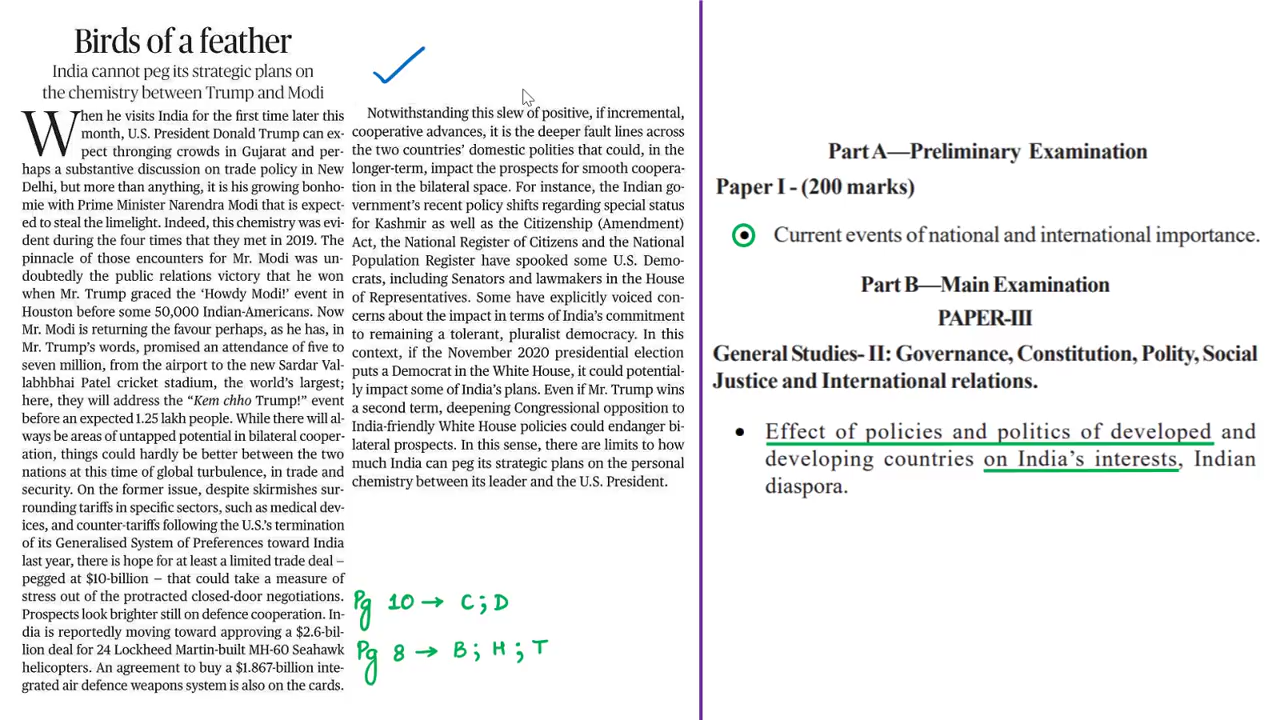 Birds of a feather
India cannot peg its strategic plans on
the chemistry between Trump and Modi
When he visits India for the first time later this
month, U.S. President Donald Trump can ex-
pect thronging crowds in Gujarat and per-
haps a substantive discussion on trade policy in New
Delhi, but more than anything, it is his growing bonho-
mie with Prime Minister Narendra Modi that is expect-
ed to steal the limelight. Indeed, this chemistry was evi-
dent during the four times that they met in 2019. The
pinnacle of those encounters for Mr. Modi was un-
doubtedly the public relations victory that he won
when Mr. Trump graced the ‘Howdy Modi!’ event in
Houston before some 50,000 Indian-Americans. Now
Mr. Modi is returning the favour perhaps, as he has, in
Mr. Trump’s words, promised an attendance of five to
seven million, from the airport to the new Sardar Val-
labhbhai Patel cricket stadium, the world’s largest;
here, they will address the “Kem chho Trump!” event
before an expected 1.25 lakh people. While there will al-
ways be areas of untapped potential in bilateral cooper-
ation, things could hardly be better between the two
nations at this time of global turbulence, in trade and
security. On the former issue, despite skirmishes sur-
rounding tariffs in specific sectors, such as medical dev-
ices, and counter-tariffs following the U.S.’s termination
of its Generalised System of Preferences toward India
last year, there is hope for at least a limited trade deal –
pegged at $10-billion – that could take a measure of
stress out of the protracted closed-door negotiations.
Prospects look brighter still on defence cooperation. In-
dia is reportedly moving toward approving a $2.6-bil-
lion deal for 24 Lockheed Martin-built MH-60 Seahawk
helicopters. An agreement to buy a $1.867-billion inte-
grated air defence weapons system is also on the cards.
Notwithstanding this slew of positive, if incremental,
cooperative advances, it is the deeper fault lines across
the two countries’ domestic polities that could, in the
longer-term, impact the prospects for smooth coopera-
tion in the bilateral space. For instance, the Indian go-
vernment’s recent policy shifts regarding special status
for Kashmir as well as the Citizenship (Amendment)
Act, the National Register of Citizens and the National
Population Register have spooked some U.S. Demo-
crats, including Senators and lawmakers in the House
of Representatives. Some have explicitly voiced con-
cerns about the impact in terms of India’s commitment
to remaining a tolerant, pluralist democracy. In this
context, if the November 2020 presidential election
puts a Democrat in the White House, it could potential-
ly impact some of India’s plans. Even if Mr. Trump wins
a second term, deepening Congressional opposition to
India-friendly White House policies could endanger bi-
lateral prospects. In this sense, there are limits to how
much India can peg its strategic plans on the personal
chemistry between its leader and the U.S. President.
Pg 10 → C ; D
Pg 8 → B ; H ; T
Part A—Preliminary Examination
Paper I - (200 marks)
Current events of national and international importance.
Part B—Main Examination
PAPER-III
General Studies- II: Governance, Constitution, Polity, Social
Justice and International relations.
• Effect of policies and politics of developed and
developing countries on India’s interests, Indian
diaspora.